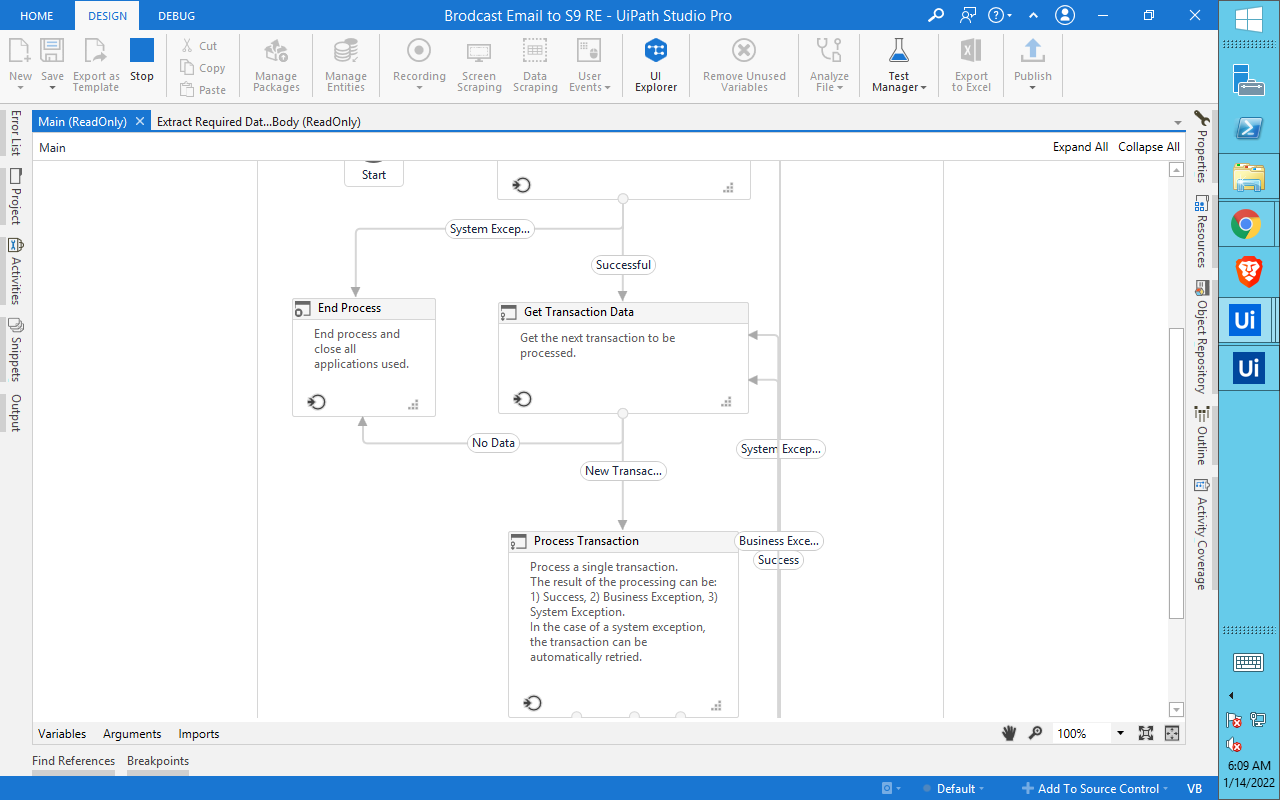 HOME
DESIGN
DEBUG
Brodcast Email to S9 RE - UiPath Studio Pro
New
Save
Export as
Template
Stop
Cut
Copy
Paste
Manage
Packages
Manage
Entities
Recording
Screen
Scraping
Data
Scraping
User
Events
UI
Explorer
Remove Unused
Variables
Analyze
File
Test
Manager
Export
to Excel
Publish
Main (ReadOnly)
Extract Required Dat...Body (ReadOnly)
Main
Expand All
Collapse All
Error List
Project
Activities
Snippets
Output
Start
System Excep...
Successful
End Process
End process and
close all
applications used.
Get Transaction Data
Get the next transaction to be
processed.
No Data
New Transac...
System Excep...
Process Transaction
Business Exce...
Success
Process a single transaction.
The result of the processing can be:
1) Success, 2) Business Exception, 3)
System Exception.
In the case of a system exception,
the transaction can be
automatically retried.
Properties
Resources
Object Repository
Outline
Activity Coverage
Variables
Arguments
Imports
100%
Find References
Breakpoints
Default
Add To Source Control
VB
Ui
Ui
6:09 AM
1/14/2022